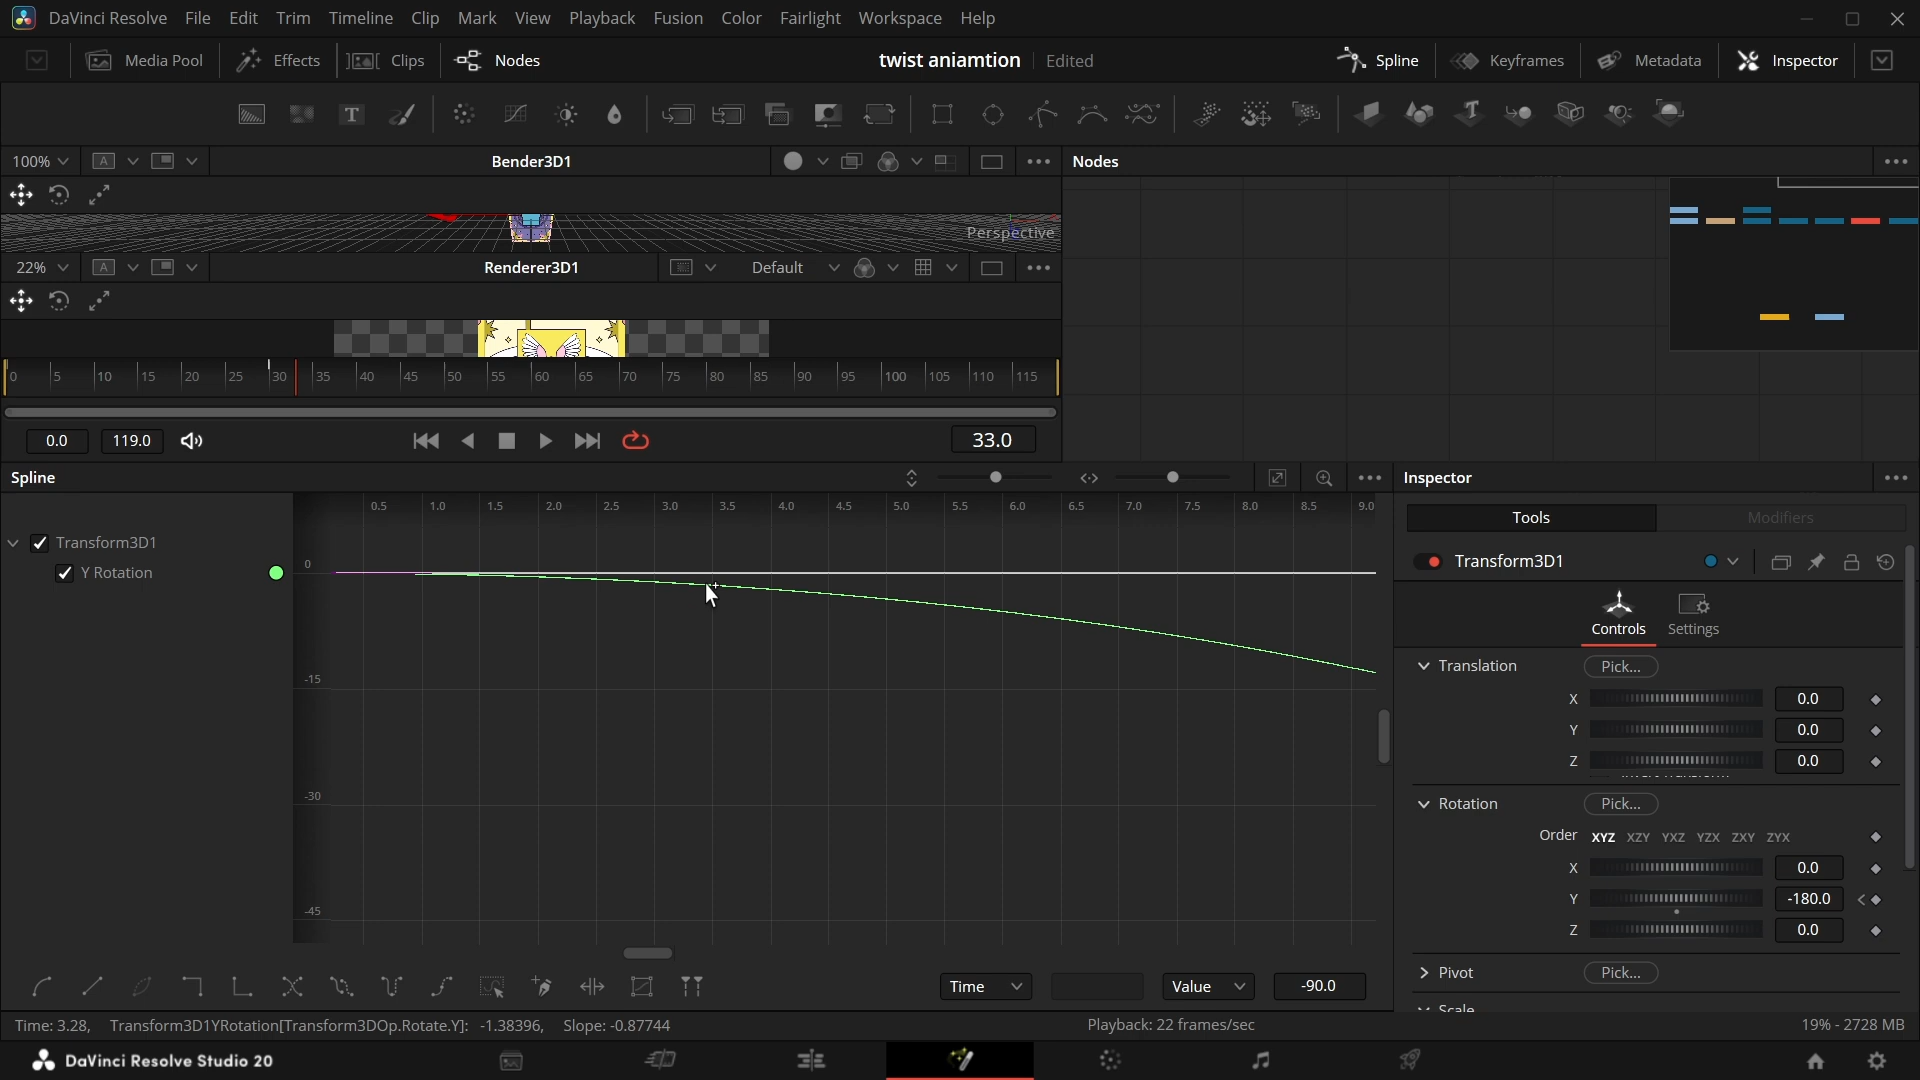 DaVinci Resolve File Edit Trim Timeline Clip Mark View Playback Fusion Color Fairlight Workspace Help
Media Pool Effects Clips Nodes twist aniamtion Edited Spline Keyframes Metadata Inspector
T
100% A Bender3D1 Nodes
Perspective
22% A Renderer3D1 Default
0 5 10 15 20 25 30 35 40 45 50 55 60 65 70 75 80 85 90 95 100 105 110 115
0.0 119.0 33.0
Spline Inspector
0.5 1.0 1.5 2.0 2.5 3.0 3.5 4.0 4.5 5.0 5.5 6.0 6.5 7.0 7.5 8.0 8.5 9.0
Tools Modifiers
Transform3D1
Y Rotation
0
-15
-30
-45
Transform3D1
Controls Settings
Translation Pick...
X 0.0
Y 0.0
Z 0.0
Rotation Pick...
Order XYZ XZY YXZ YZX ZXY ZYX
X 0.0
Y -180.0
Z 0.0
Pivot Pick...
Scale
Time Value -90.0
Time: 3.28, Transform3D1YRotation[Transform3DOp.Rotate.Y]: -1.38396, Slope: -0.87744 Playback: 22 frames/sec 19% - 2728 MB
DaVinci Resolve Studio 20